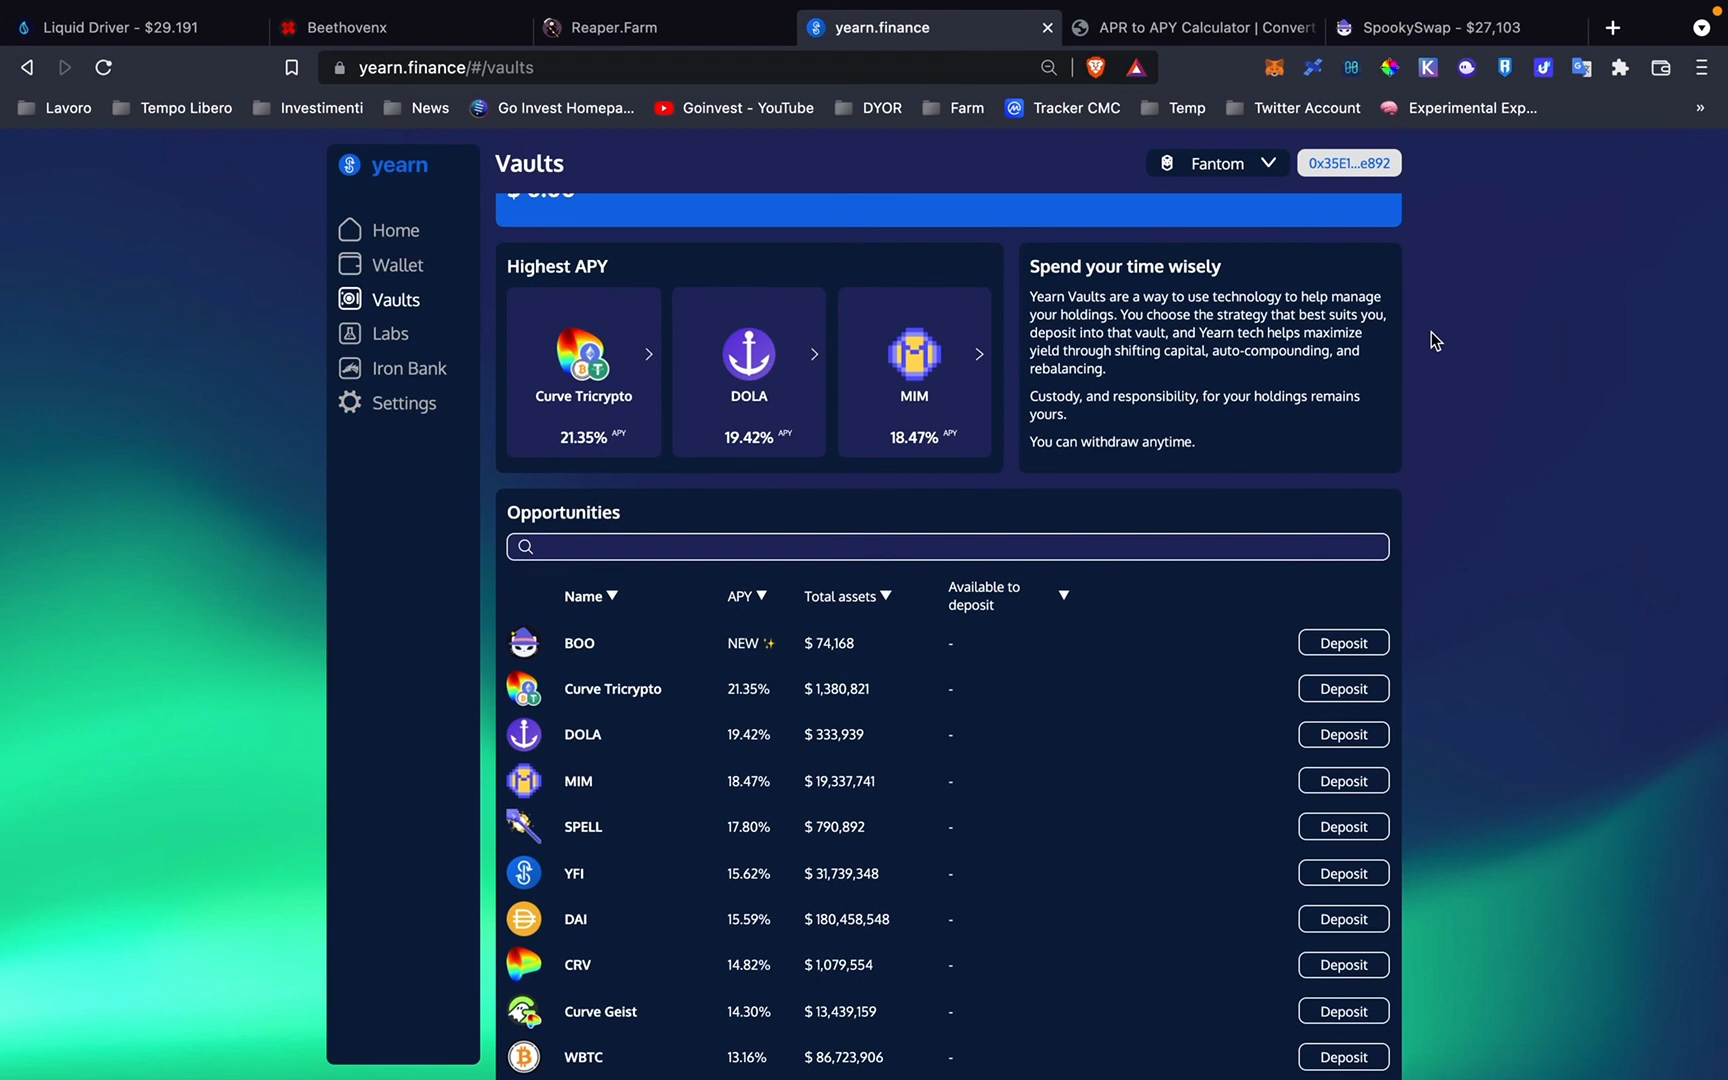 Liquid Driver - $29.191
Beethovenx
Reaper.Farm
yearn.finance
APR to APY Calculator | Convert
SpookySwap - $27,103
yearn.finance/#/vaults
Lavoro
Tempo Libero
Investimenti
News
Go Invest Homepa...
Goinvest - YouTube
DYOR
Farm
Tracker CMC
Temp
Twitter Account
Experimental Exp...
»
yearn
Vaults
Fantom
0x35E1...e892
Home
Wallet
Vaults
Labs
Iron Bank
Settings
Highest APY
Curve Tricrypto
21.35% APY
DOLA
19.42% APY
MIM
18.47% APY
Spend your time wisely
Yearn Vaults are a way to use technology to help manage
your holdings. You choose the strategy that best suits you,
deposit into that vault, and Yearn tech helps maximize
yield through shifting capital, auto-compounding, and
rebalancing.
Custody, and responsibility, for your holdings remains
yours.
You can withdraw anytime.
Opportunities
Name APY Total assets Available to
deposit
BOO NEW ✨ $ 74,168 - Deposit
Curve Tricrypto 21.35% $ 1,380,821 - Deposit
DOLA 19.42% $ 333,939 - Deposit
MIM 18.47% $ 19,337,741 - Deposit
SPELL 17.80% $ 790,892 - Deposit
YFI 15.62% $ 31,739,348 - Deposit
DAI 15.59% $ 180,458,548 - Deposit
CRV 14.82% $ 1,079,554 - Deposit
Curve Geist 14.30% $ 13,439,159 - Deposit
WBTC 13.16% $ 86,723,906 - Deposit